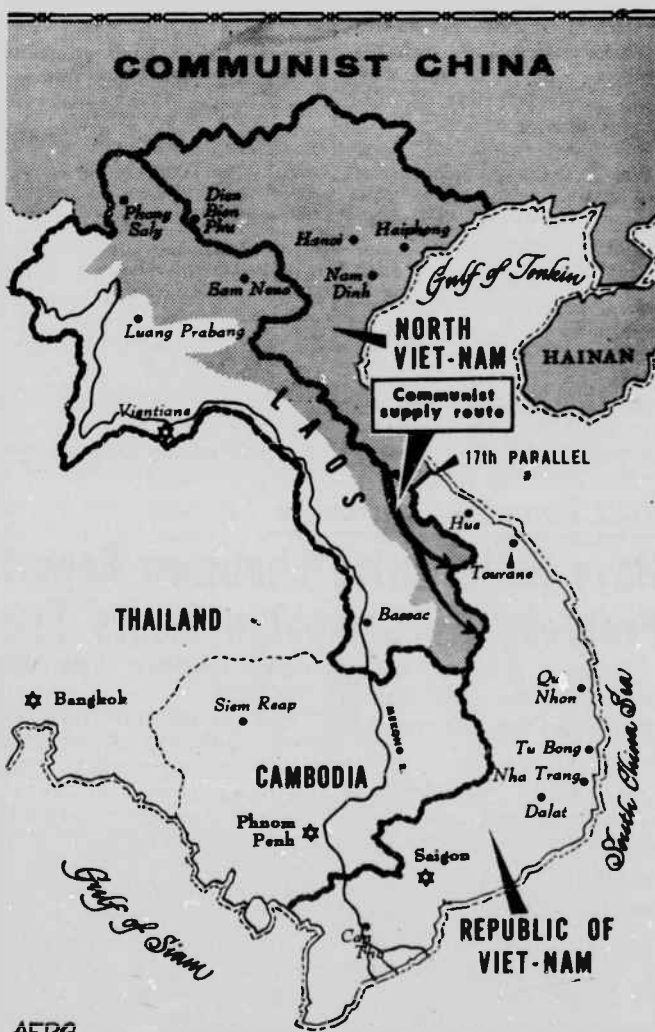 COMMUNIST CHINA
Phong
Saly
Dien
Bien
Phu
Hanoi
Haiphong
Bam Neua
Nam
Dinh
Gulf of Tonkin
Luang Prabang
NORTH
VIET-NAM
HAINAN
Communist
supply route
Vientiane
LAOS
17th PARALLEL
Hue
Tourane
THAILAND
Bassac
Bangkok
Siem Reap
Qu
Nhon
MEKONG R.
Tu Bong
CAMBODIA
Nha Trang
Dalat
South China Sea
Phnom
Penh
Saigon
Gulf of Siam
REPUBLIC OF
VIET-NAM